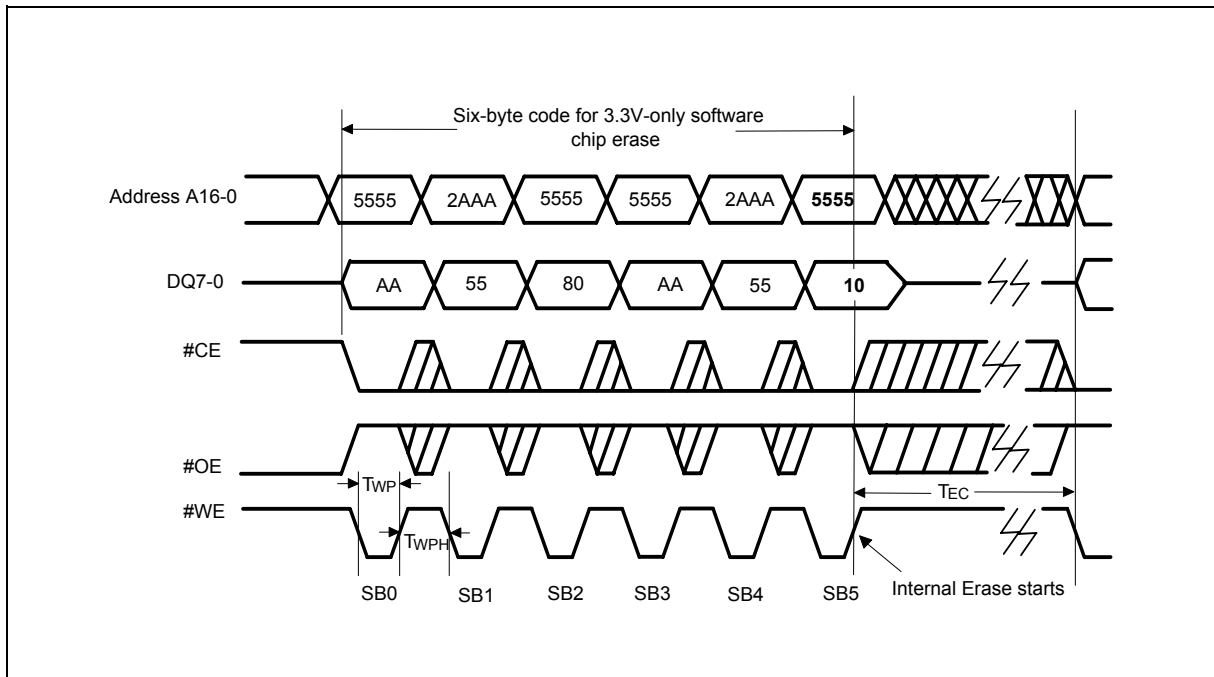 Six-byte code for 3.3V-only software
chip erase
Address A16-0
5555
2AAA
5555
5555
2AAA
5555
DQ7-0
AA
55
80
AA
55
10
#CE
#OE
TWP
TEC
#WE
TWPH
SB0
SB1
SB2
SB3
SB4
SB5
Internal Erase starts